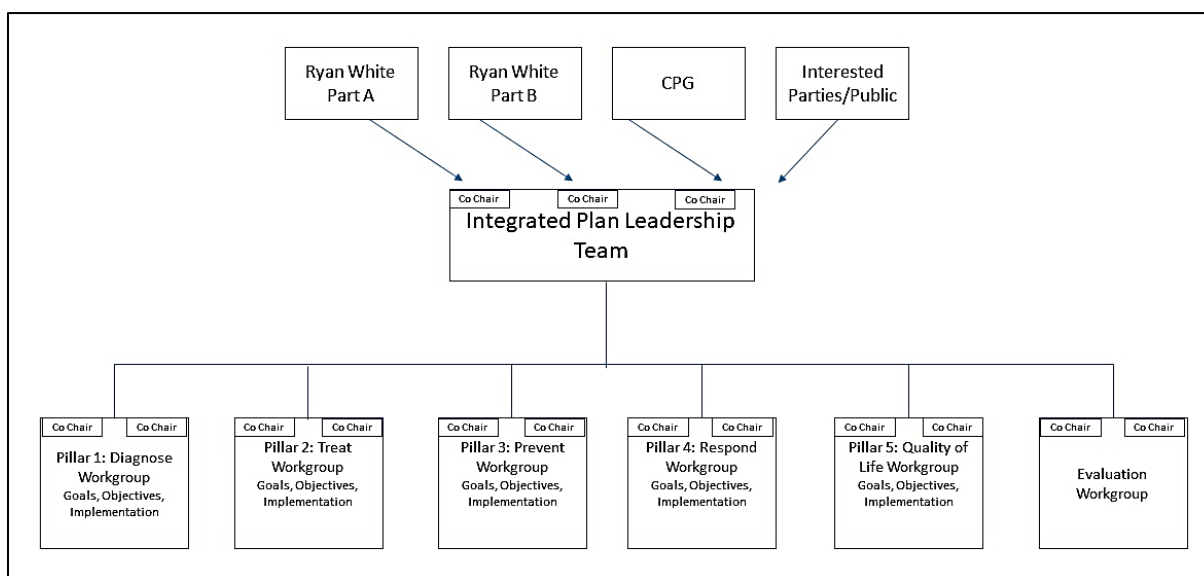 Ryan White
Part A
Ryan White
Part B
CPG
Interested
Parties/Public
Co Chair
Co Chair
Co Chair
Integrated Plan Leadership
Team
Co Chair
Co Chair
Pillar 1: Diagnose
Workgroup
Goals, Objectives,
Implementation
Co Chair
Co Chair
Pillar 2: Treat
Workgroup
Goals, Objectives,
Implementation
Co Chair
Co Chair
Pillar 3: Prevent
Workgroup
Goals, Objectives,
Implementation
Co Chair
Co Chair
Pillar 4: Respond
Workgroup
Goals, Objectives,
Implementation
Co Chair
Co Chair
Pillar 5: Quality of
Life Workgroup
Goals, Objectives,
Implementation
Co Chair
Co Chair
Evaluation
Workgroup